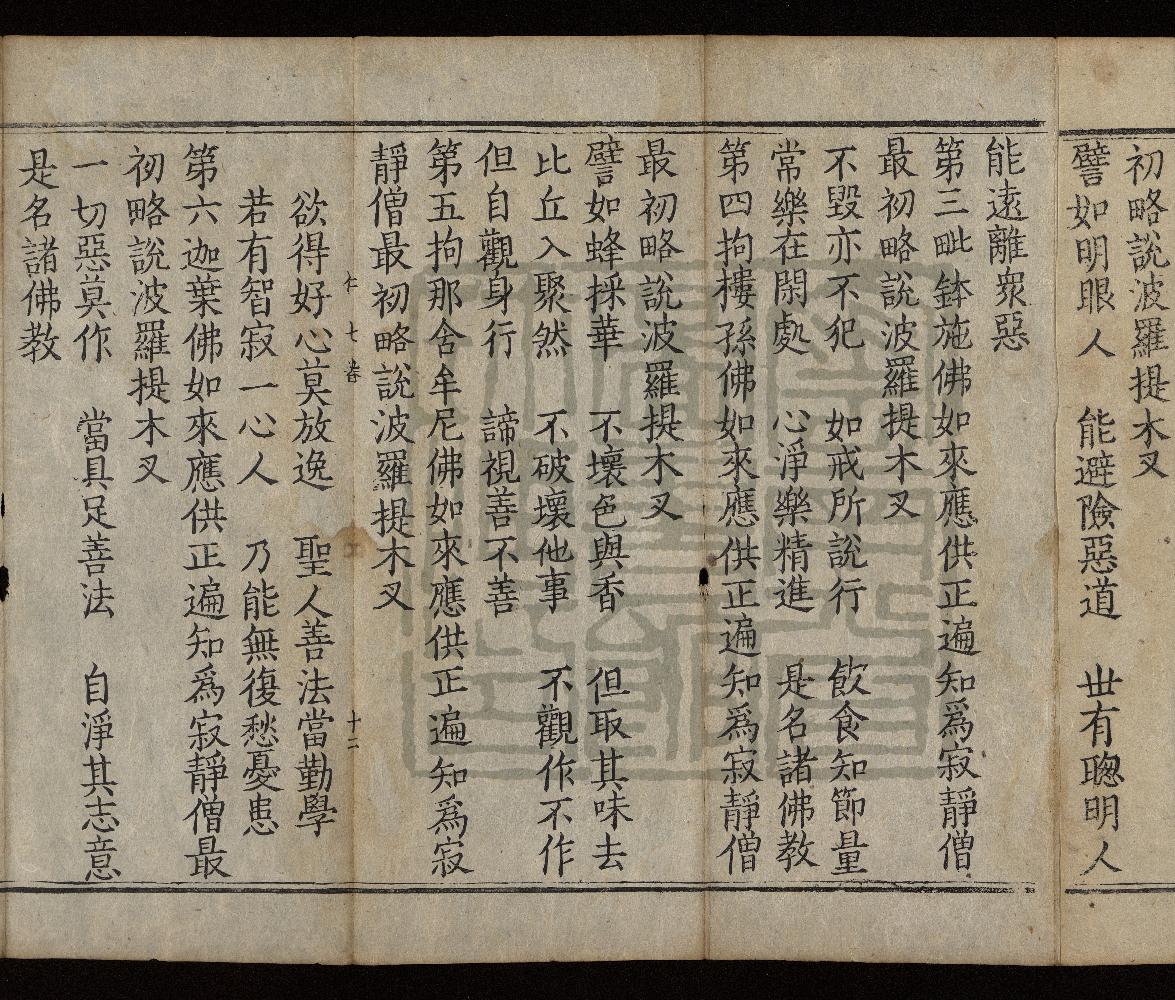 初略說波羅提木叉
譬如明眼人　能避險惡道　世有聰明人
能遠離衆惡
第三毗鉢施佛如來應供正遍知爲寂靜僧
最初略說波羅提木叉
不毀亦不犯　如戒所說行　飲食知節量
常樂在閑處　心淨樂精進　是名諸佛教
第四拘樓孫佛如來應供正遍知爲寂靜僧
最初略說波羅提木叉
譬如蜂採華　不壞色與香　但取其味去
比丘入聚然　不破壞他事　不觀作不作
但自觀身行　諦視善不善
第五拘那舍牟尼佛如來應供正遍知爲寂
靜僧最初略說波羅提木叉
七　十二
欲得好心莫放逸　聖人善法當勤學
若有智寂一心人　乃能無復愁憂患
第六迦葉佛如來應供正遍知爲寂靜僧最
初略說波羅提木叉
一切惡莫作　當具足善法　自淨其志意
是名諸佛教